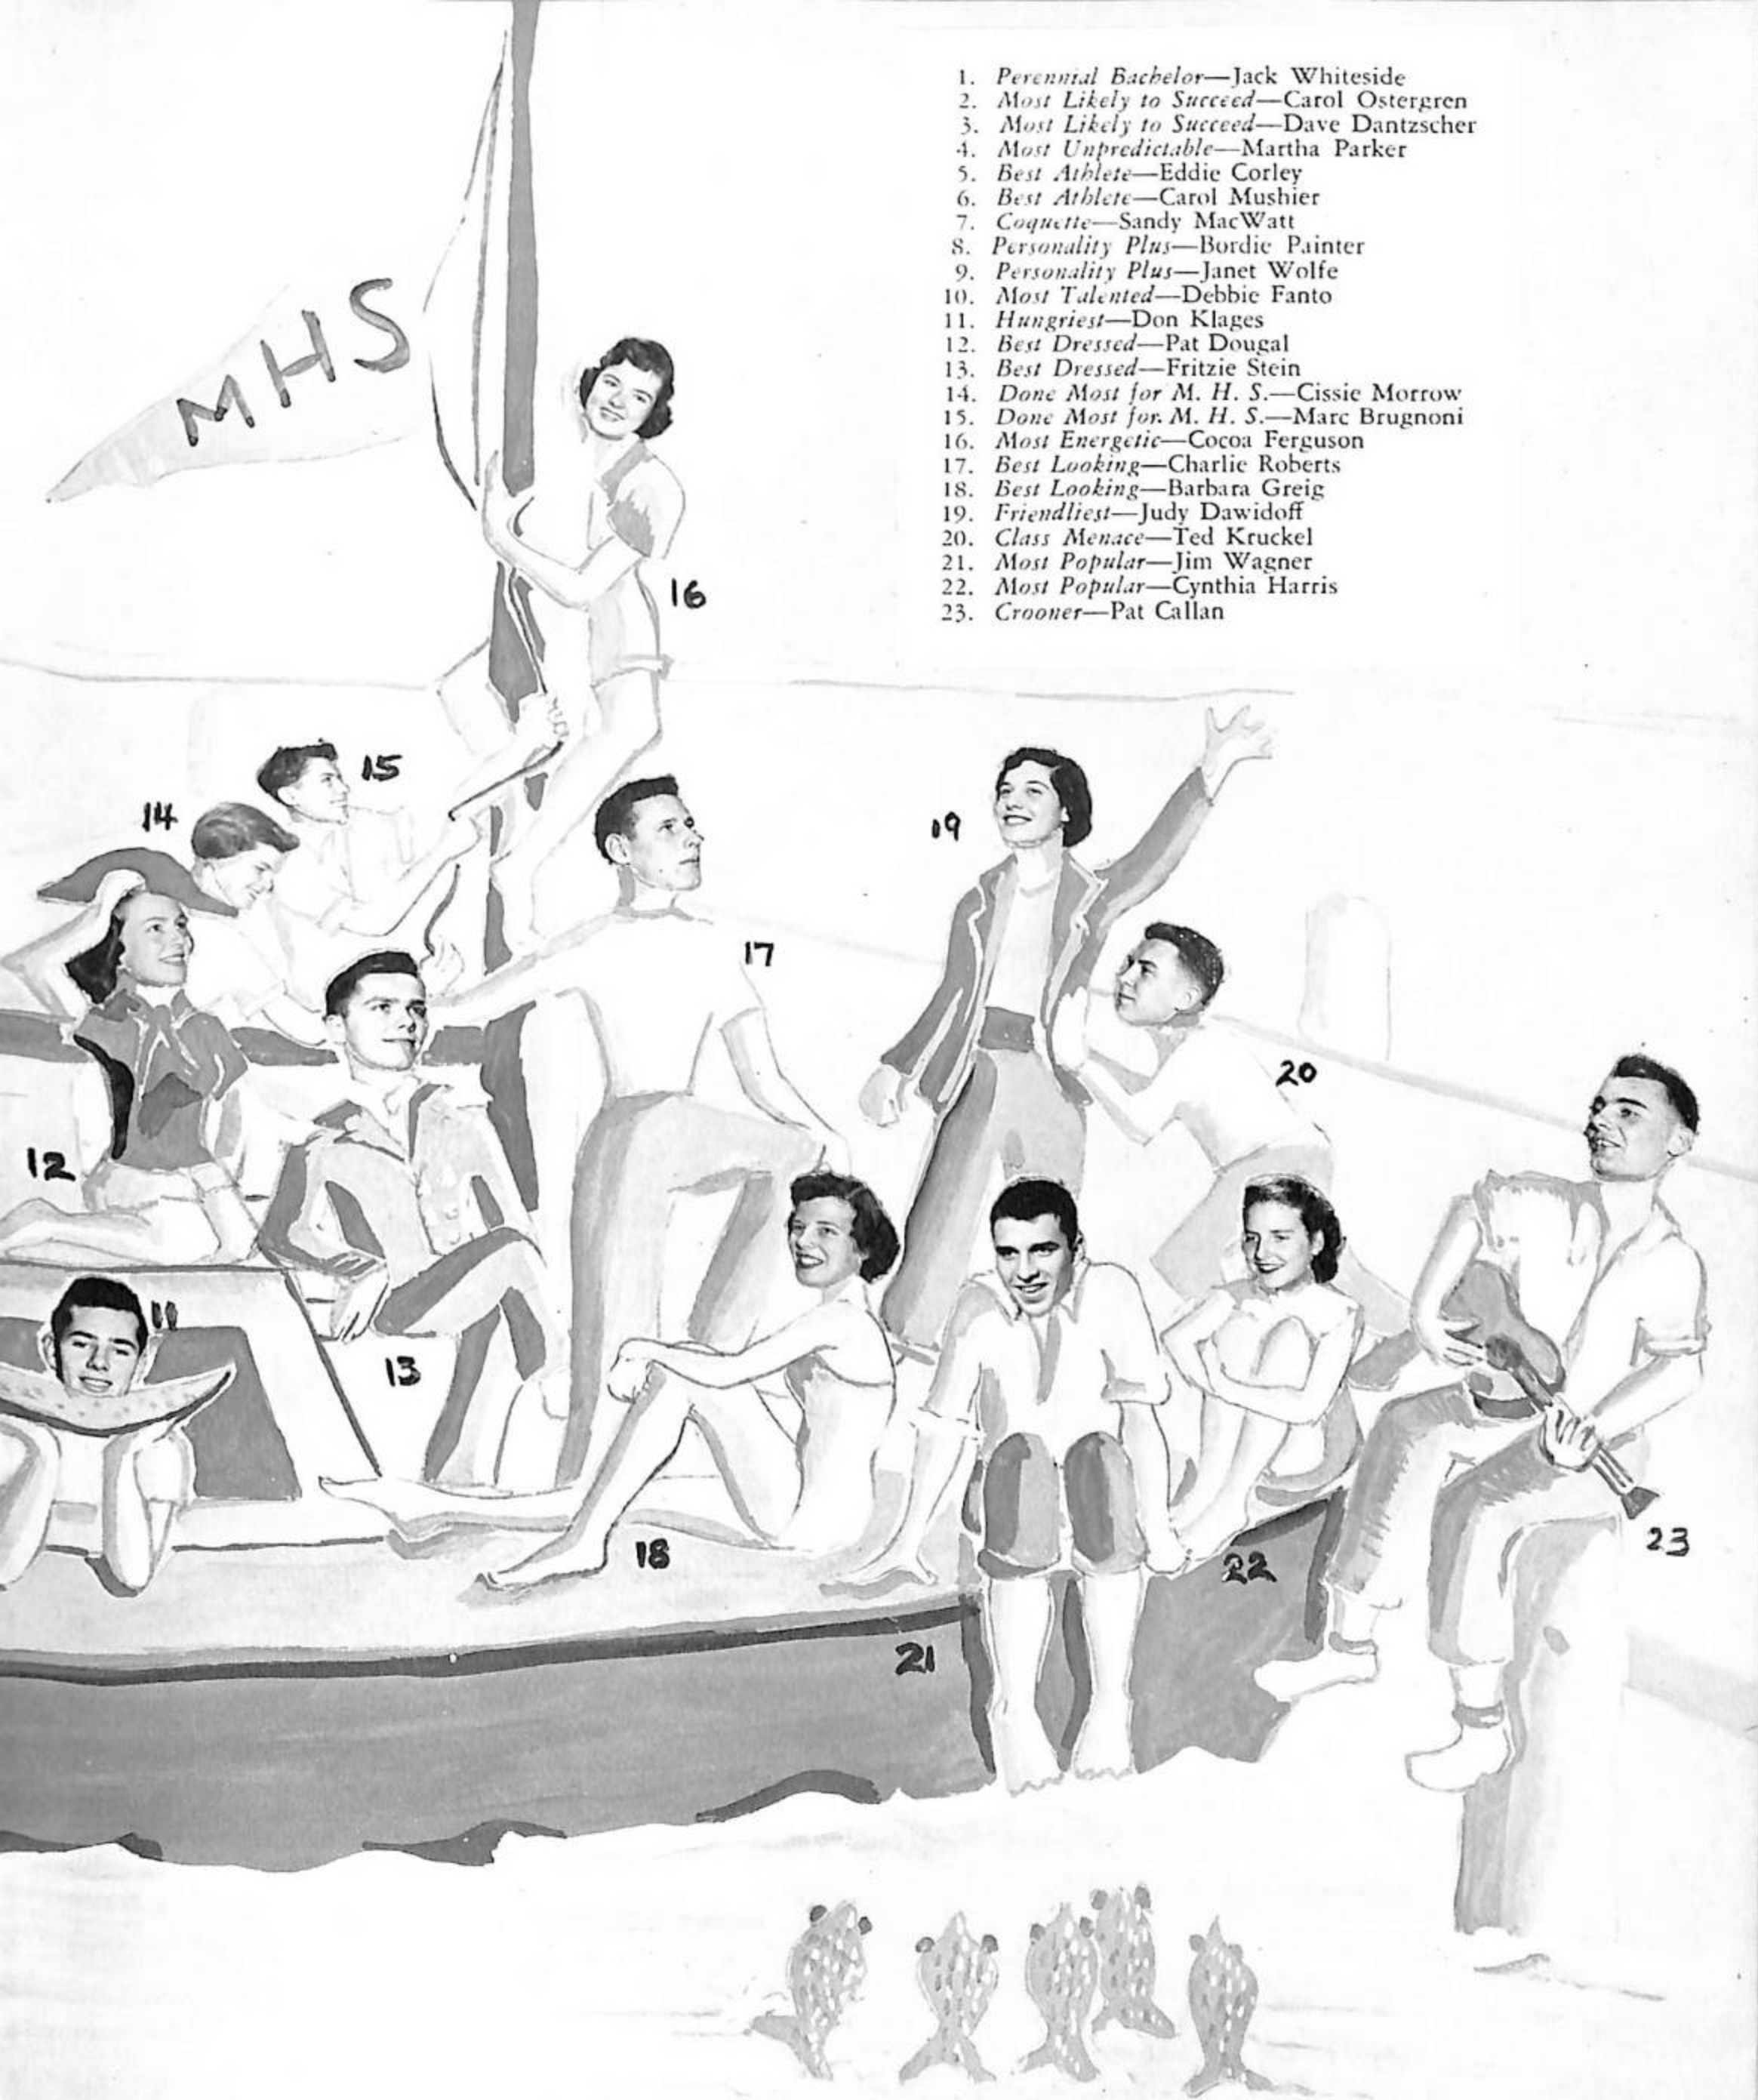 1. Perennial Bachelor—Jack Whiteside
2. Most Likely to Succeed—Carol Ostergren
3. Most Likely to Succeed—Dave Dantzscher
4. Most Unpredictable—Martha Parker
5. Best Athlete—Eddie Corley
6. Best Athlete—Carol Mushier
7. Coquette—Sandy MacWatt
8. Personality Plus—Bordie Painter
9. Personality Plus—Janet Wolfe
10. Most Talented—Debbie Fanto
11. Hungriest—Don Klages
12. Best Dressed—Pat Dougal
13. Best Dressed—Fritzie Stein
14. Done Most for M. H. S.—Cissie Morrow
15. Done Most for. M. H. S.—Marc Brugnoni
16. Most Energetic—Cocoa Ferguson
17. Best Looking—Charlie Roberts
18. Best Looking—Barbara Greig
19. Friendliest—Judy Dawidoff
20. Class Menace—Ted Kruckel
21. Most Popular—Jim Wagner
22. Most Popular—Cynthia Harris
23. Crooner—Pat Callan
MHS
16
15
14
19
17
20
12
11
13
18
22
23
21